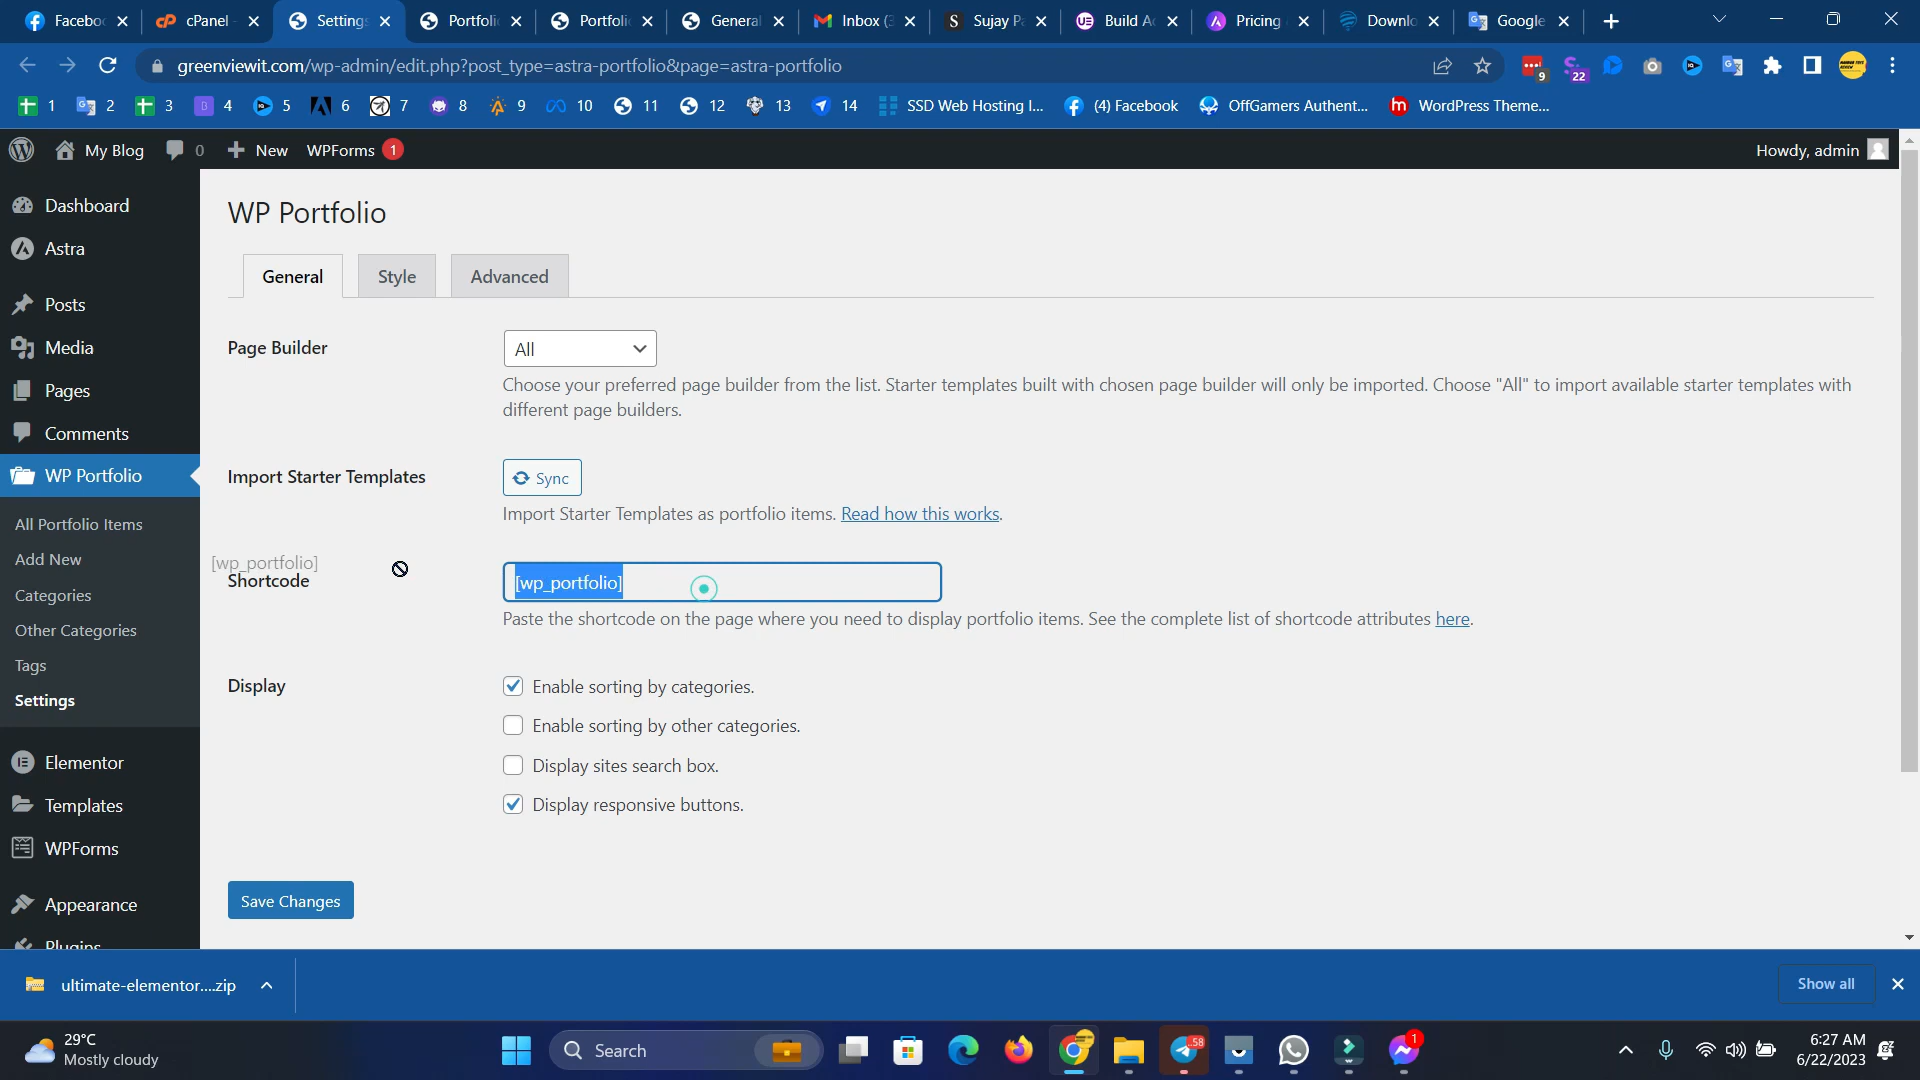 Facebo
cPanel
Setting
Portfoli
Portfoli
General
Inbox (
Sujay Pa
Build Ac
Pricing
Downlo
Google
greenviewit.com/wp-admin/edit.php?post_type=astra-portfolio&page=astra-portfolio
9
22
1
2
3
4
5
6
7
8
9
10
11
12
13
14
SSD Web Hosting I...
(4) Facebook
OffGamers Authent...
WordPress Theme...
My Blog
0
New
WPForms 1
Howdy, admin
Dashboard
Astra
Posts
Media
Pages
Comments
WP Portfolio
All Portfolio Items
Add New
Categories
Other Categories
Tags
Settings
Elementor
Templates
WPForms
Appearance
Plugins
WP Portfolio
General
Style
Advanced
Page Builder
All
Choose your preferred page builder from the list. Starter templates built with chosen page builder will only be imported. Choose "All" to import available starter templates with
different page builders.
Import Starter Templates
Sync
Import Starter Templates as portfolio items. Read how this works.
[wp_portfolio]
Shortcode
[wp_portfolio]
Paste the shortcode on the page where you need to display portfolio items. See the complete list of shortcode attributes here.
Display
Enable sorting by categories.
Enable sorting by other categories.
Display sites search box.
Display responsive buttons.
Save Changes
ultimate-elementor....zip
Show all
29°C
Mostly cloudy
Search
58
1
6:27 AM
6/22/2023